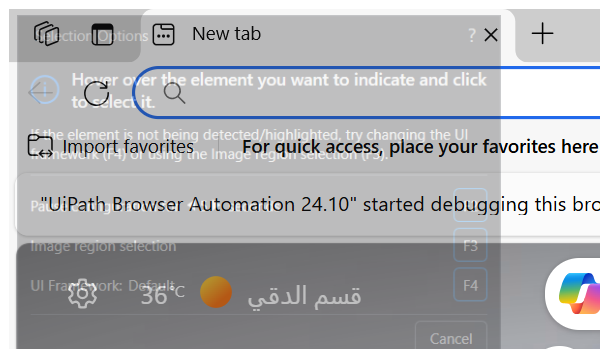 Selection Options
New tab
?
Hover over the element you want to indicate and click
to select it.
If the element is not being detected/highlighted, try changing the UI
framework (F4) or using the Image region selection (F3).
Import favorites
For quick access, place your favorites here
"UiPath Browser Automation 24.10" started debugging this bro
Image region selection
F3
UI Framework: Default
F4
36°C
قسم الدقي
Cancel